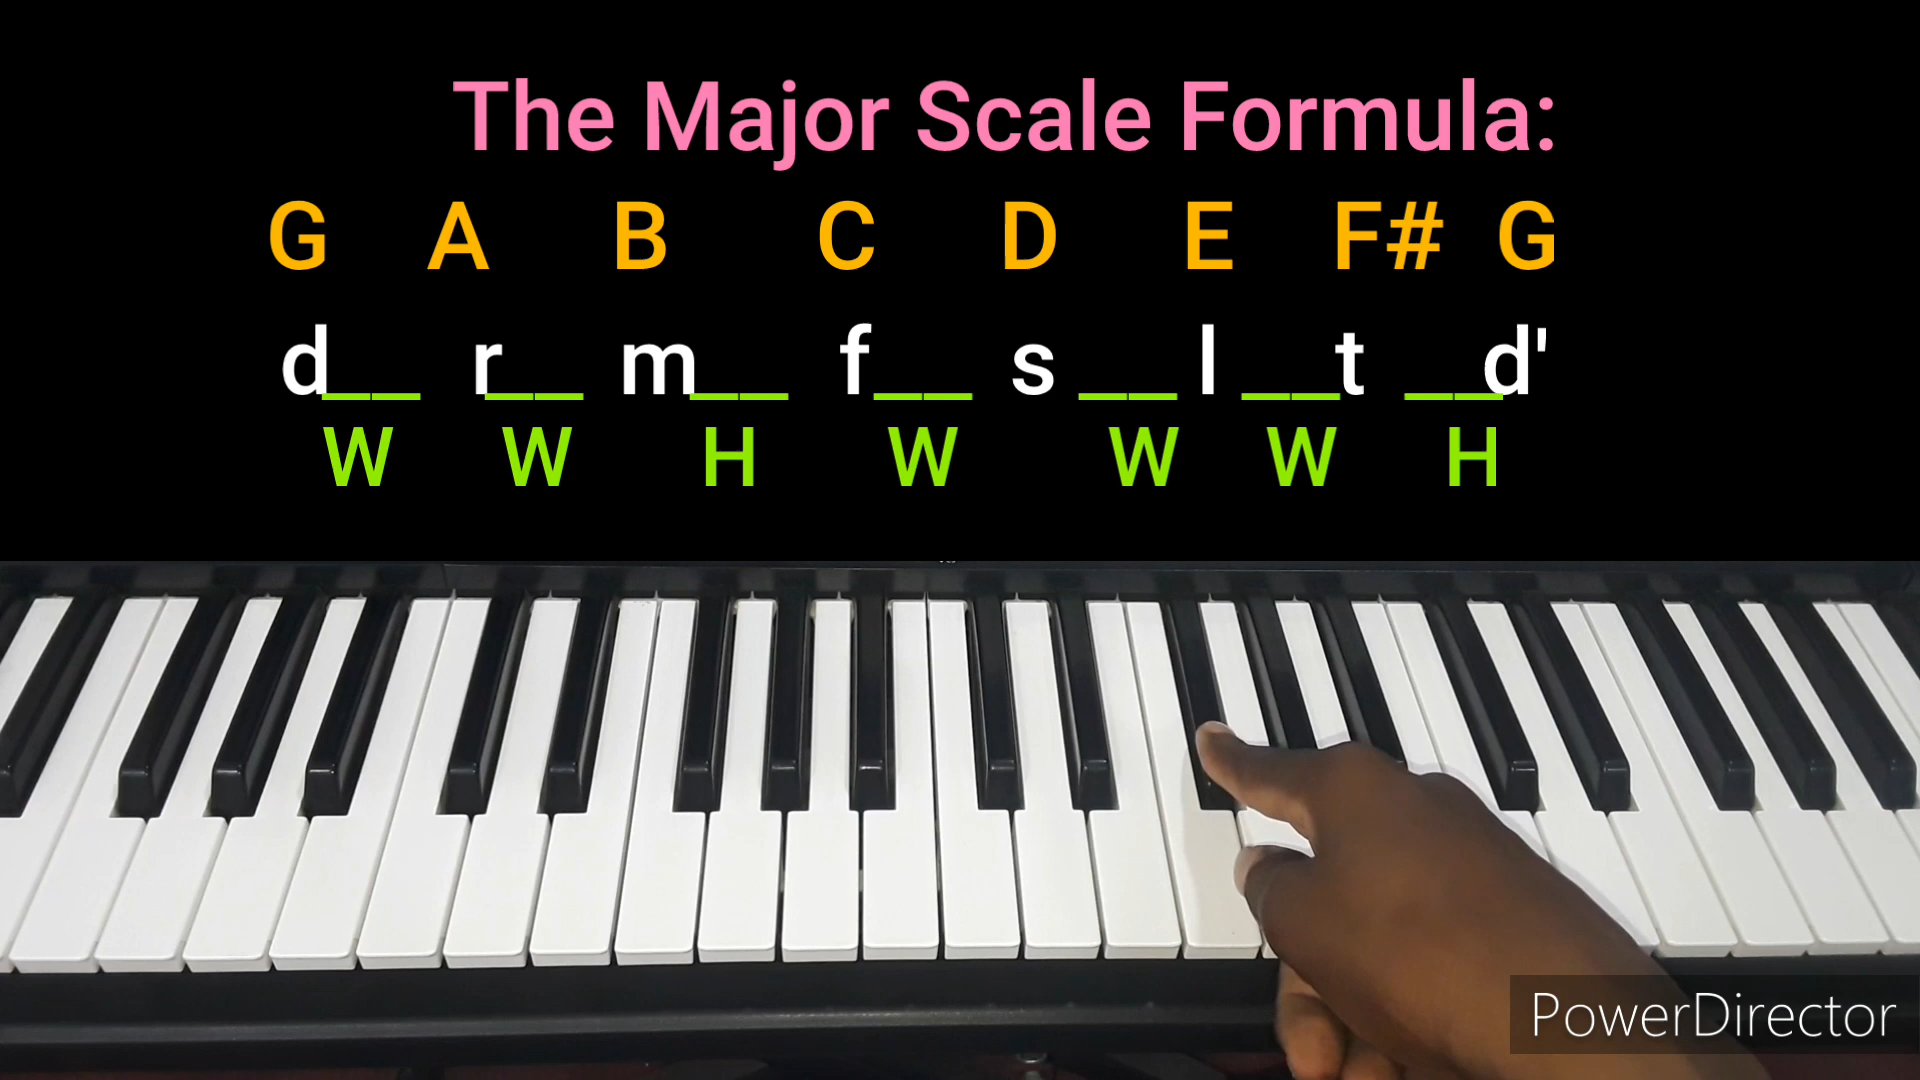 The Major Scale Formula:
G A B C D E F# G
d__ r__ m__ f__ s __ l __t __d'
W W H W W W H
PowerDirector